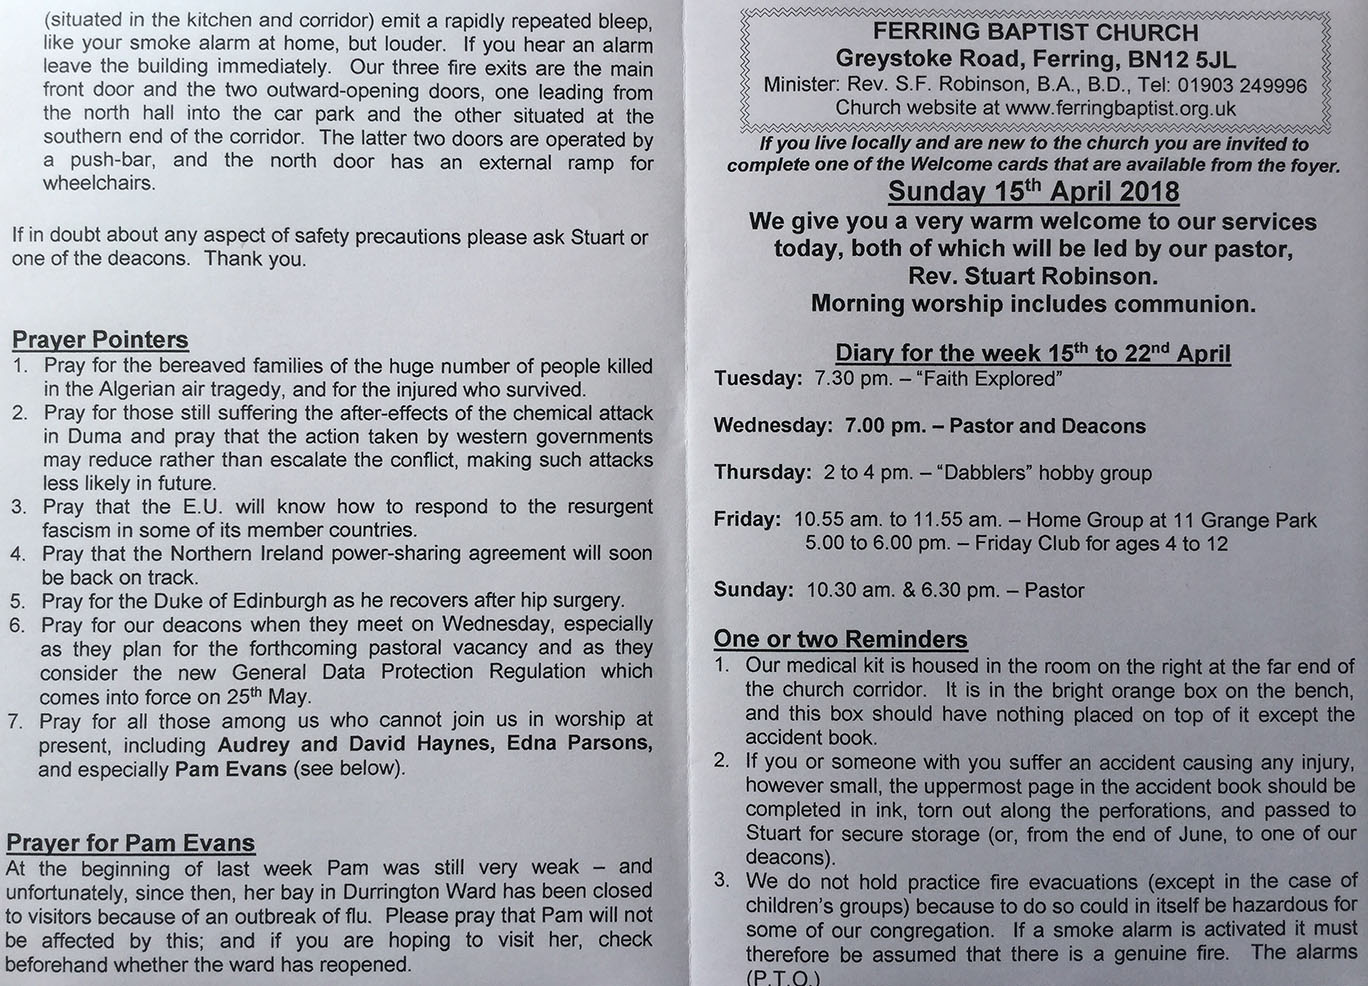 (situated in the kitchen and corridor) emit a rapidly repeated bleep,
like your smoke alarm at home, but louder. If you hear an alarm
leave the building immediately. Our three fire exits are the main
front door and the two outward-opening doors, one leading from
the north hall into the car park and the other situated at the
southern end of the corridor. The latter two doors are operated by
a push-bar, and the north door has an external ramp for
wheelchairs.
If in doubt about any aspect of safety precautions please ask Stuart or
one of the deacons. Thank you.
Prayer Pointers
1. Pray for the bereaved families of the huge number of people killed
in the Algerian air tragedy, and for the injured who survived.
2. Pray for those still suffering the after-effects of the chemical attack
in Duma and pray that the action taken by western governments
may reduce rather than escalate the conflict, making such attacks
less likely in future.
3. Pray that the E.U. will know how to respond to the resurgent
fascism in some of its member countries.
4. Pray that the Northern Ireland power-sharing agreement will soon
be back on track.
5. Pray for the Duke of Edinburgh as he recovers after hip surgery.
6. Pray for our deacons when they meet on Wednesday, especially
as they plan for the forthcoming pastoral vacancy and as they
consider the new General Data Protection Regulation which
comes into force on 25th May.
7. Pray for all those among us who cannot join us in worship at
present, including Audrey and David Haynes, Edna Parsons,
and especially Pam Evans (see below).
Prayer for Pam Evans
At the beginning of last week Pam was still very weak – and
unfortunately, since then, her bay in Durrington Ward has been closed
to visitors because of an outbreak of flu. Please pray that Pam will not
be affected by this; and if you are hoping to visit her, check
beforehand whether the ward has reopened.
FERRING BAPTIST CHURCH
Greystoke Road, Ferring, BN12 5JL
Minister: Rev. S.F. Robinson, B.A., B.D., Tel: 01903 249996
Church website at www.ferringbaptist.org.uk
If you live locally and are new to the church you are invited to
complete one of the Welcome cards that are available from the foyer.
Sunday 15th April 2018
We give you a very warm welcome to our services
today, both of which will be led by our pastor,
Rev. Stuart Robinson.
Morning worship includes communion.
Diary for the week 15th to 22nd April
Tuesday: 7.30 pm. – “Faith Explored”
Wednesday: 7.00 pm. – Pastor and Deacons
Thursday: 2 to 4 pm. – “Dabblers” hobby group
Friday: 10.55 am. to 11.55 am. – Home Group at 11 Grange Park
5.00 to 6.00 pm. – Friday Club for ages 4 to 12
Sunday: 10.30 am. & 6.30 pm. – Pastor
One or two Reminders
1. Our medical kit is housed in the room on the right at the far end of
the church corridor. It is in the bright orange box on the bench,
and this box should have nothing placed on top of it except the
accident book.
2. If you or someone with you suffer an accident causing any injury,
however small, the uppermost page in the accident book should be
completed in ink, torn out along the perforations, and passed to
Stuart for secure storage (or, from the end of June, to one of our
deacons).
3. We do not hold practice fire evacuations (except in the case of
children’s groups) because to do so could in itself be hazardous for
some of our congregation. If a smoke alarm is activated it must
therefore be assumed that there is a genuine fire. The alarms
(P.T.O.)